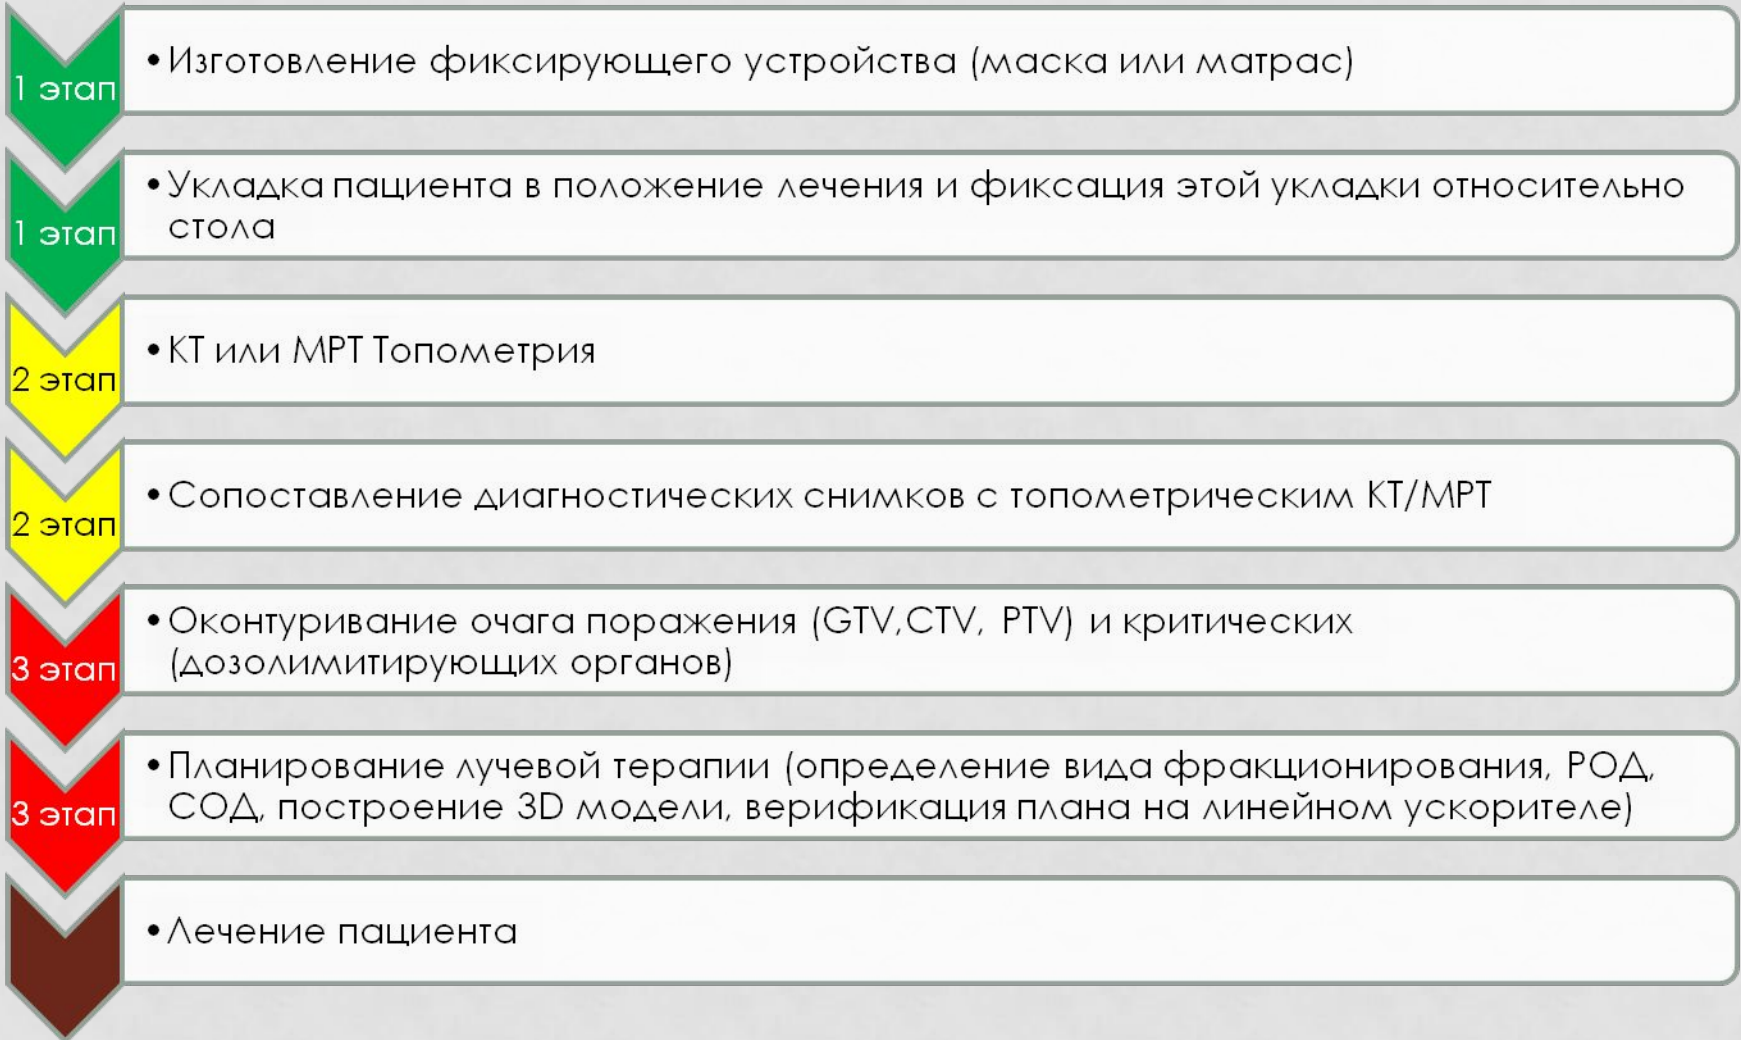 1 этап
• Изготовление фиксирующего устройства (маска или матрас)
1 этап
• Укладка пациента в положение лечения и фиксация этой укладки относительно
стола
2 этап
• КТ или МРТ Топометрия
2 этап
• Сопоставление диагностических снимков с топометрическим КТ/МРТ
3 этап
• Оконтуривание очага поражения (GTV,CTV, PTV) и критических
(дозолимитирующих органов)
3 этап
• Планирование лучевой терапии (определение вида фракционирования, РОД,
СОД, построение 3D модели, верификация плана на линейном ускорителе)
• Лечение пациента